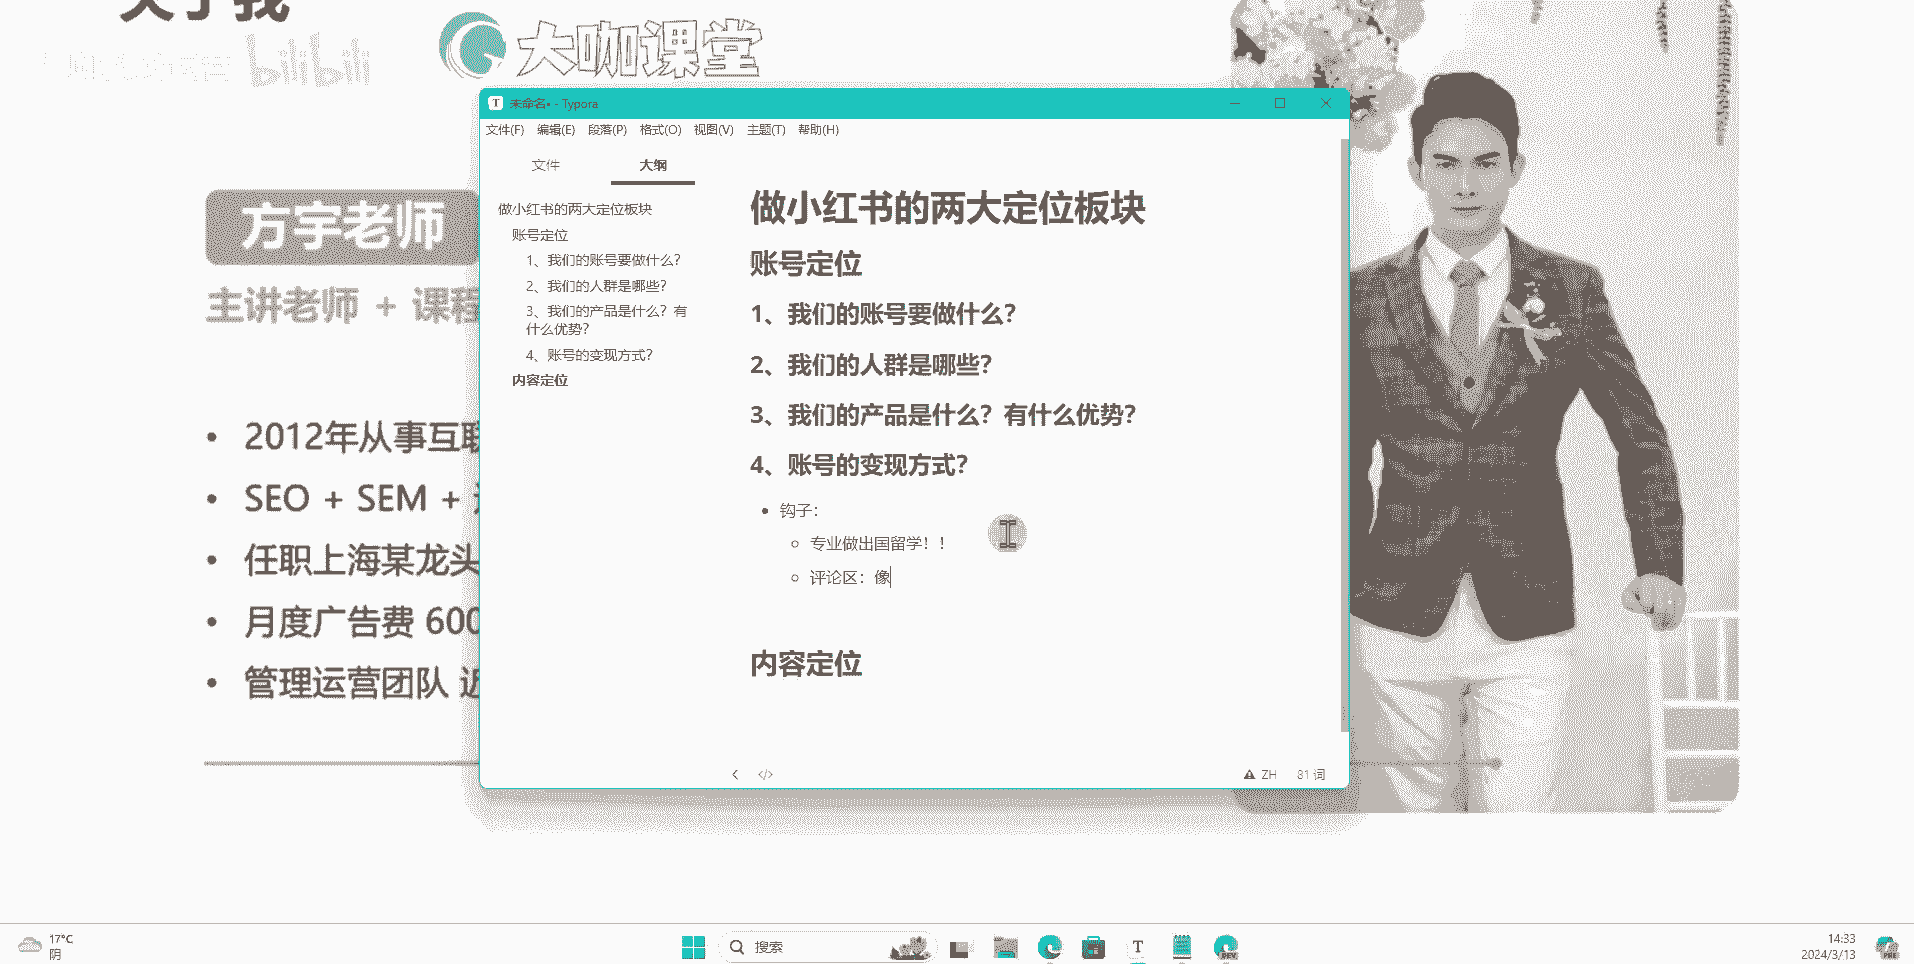 关于我
bilibili
大咖课堂
方宇老师
主讲老师 + 课程
2012年从事互联
SEO + SEM +
任职上海某龙头
月度广告费 600
管理运营团队 近
未命名• - Typora
文件(F) 编辑(E) 段落(P) 格式(O) 视图(V) 主题(T) 帮助(H)
文件 大纲
做小红书的两大定位板块
账号定位
1、我们的账号要做什么？
2、我们的人群是哪些？
3、我们的产品是什么？有
什么优势？
4、账号的变现方式？
内容定位
做小红书的两大定位板块
账号定位
1、我们的账号要做什么？
2、我们的人群是哪些？
3、我们的产品是什么？有什么优势？
4、账号的变现方式？
钩子：
专业做出国留学！！
评论区：像
内容定位
ZH 81 词
17°C
阴
搜索
T
DEV
14:33
2024/3/13
PRE